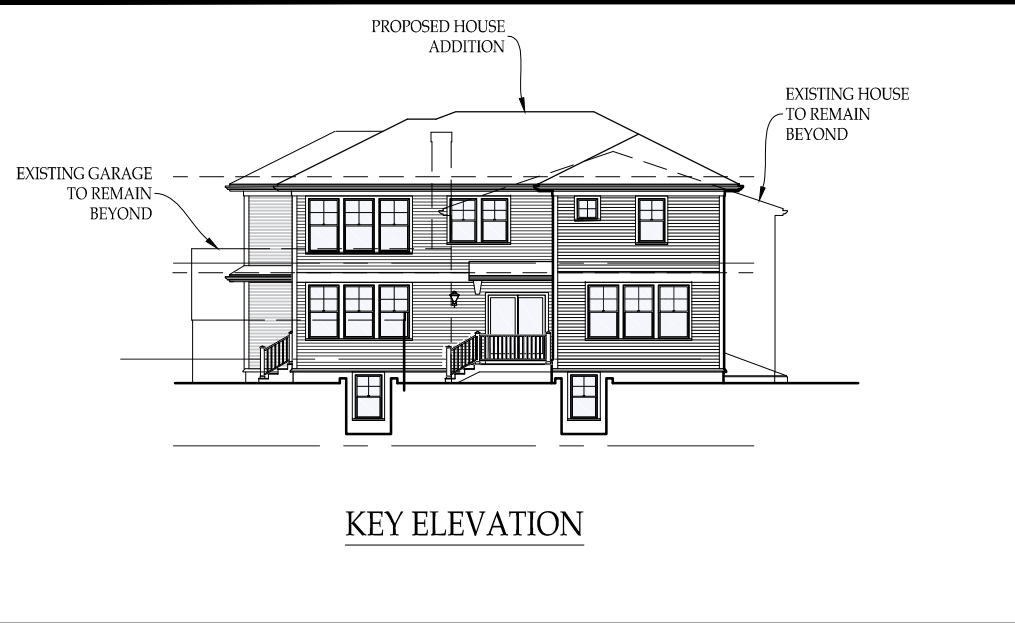 PROPOSED HOUSE
ADDITION
EXISTING HOUSE
TO REMAIN
BEYOND
EXISTING GARAGE
TO REMAIN
BEYOND
KEY ELEVATION